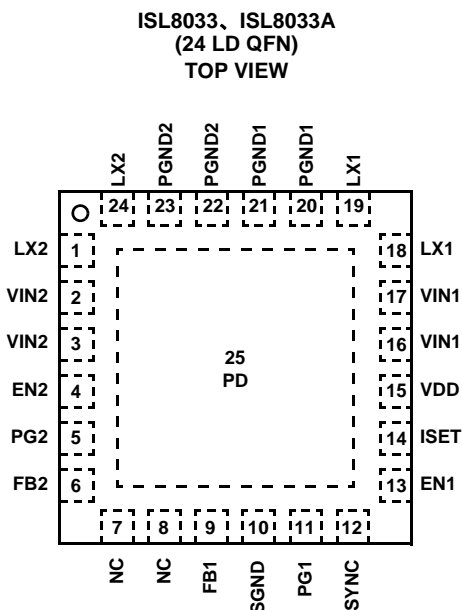 ISL8033、ISL8033A
(24 LD QFN)
TOP VIEW
LX2
PGND2
PGND2
PGND1
PGND1
LX1
24
23
22
21
20
19
LX2 1
VIN2 2
VIN2 3
EN2 4
PG2 5
FB2 6
25
PD
18 LX1
17 VIN1
16 VIN1
15 VDD
14 ISET
13 EN1
7
8
9
10
11
12
NC
NC
FB1
SGND
PG1
SYNC